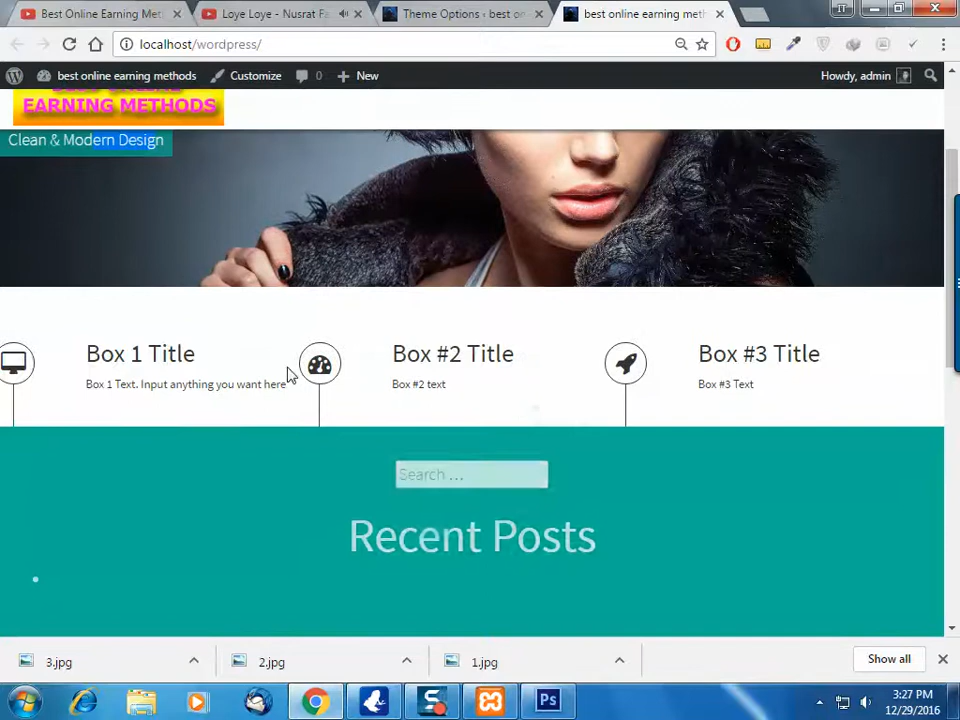 Best Online Earning Met
Loye Loye - Nusrat Fa
Theme Options ‹ best on
best online earning meth
localhost/wordpress/
best online earning methods
Customize
0
New
Howdy, admin
EARNING METHODS
Clean & Modern Design
Box 1 Title
Box #2 Title
Box #3 Title
Box 1 Text. Input anything you want here
Box #2 text
Box #3 Text
Search …
Recent Posts
3.jpg
2.jpg
1.jpg
Show all
Ps
3:27 PM
12/29/2016